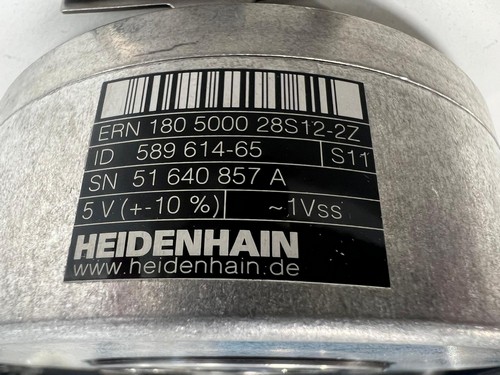 ERN 180 5000 28S12-2Z
ID 589 614-65 S11
SN 51 640 857 A
5 V (+-10 %) ~1Vss
HEIDENHAIN
www.heidenhain.de